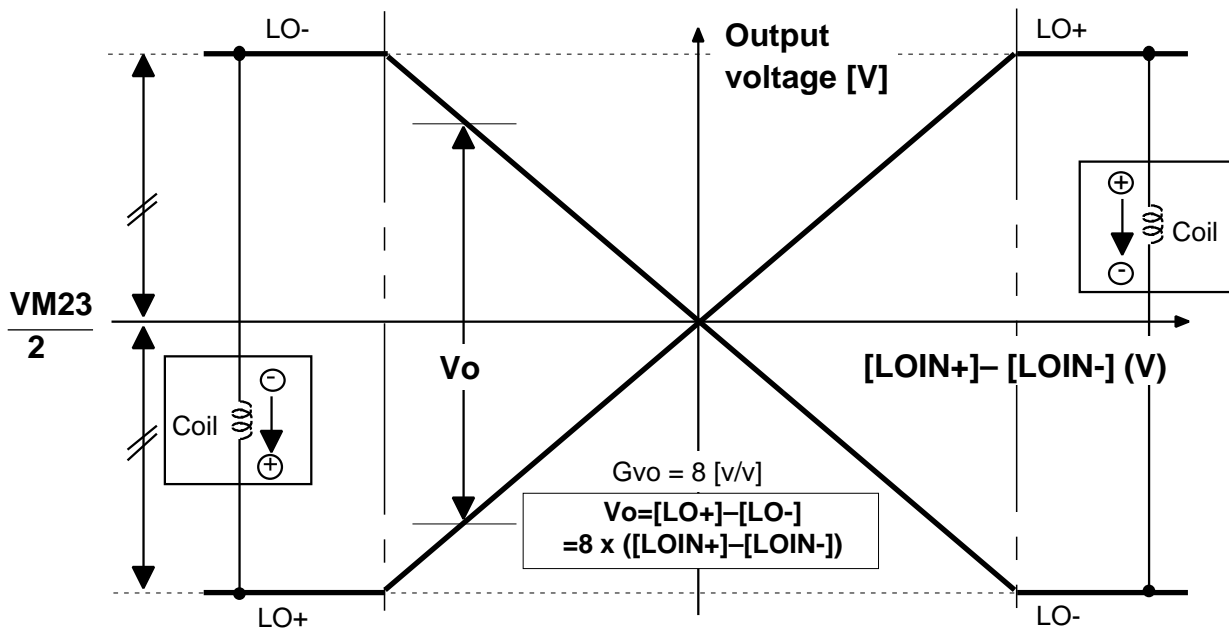 LO-
Output
voltage [V]
LO+
+
-
Coil
VM23
2
Vo
[LOIN+]– [LOIN-] (V)
-
Coil
+
Gvo = 8 [v/v]
Vo=[LO+]–[LO-]
=8 x ([LOIN+]–[LOIN-])
LO+
LO-